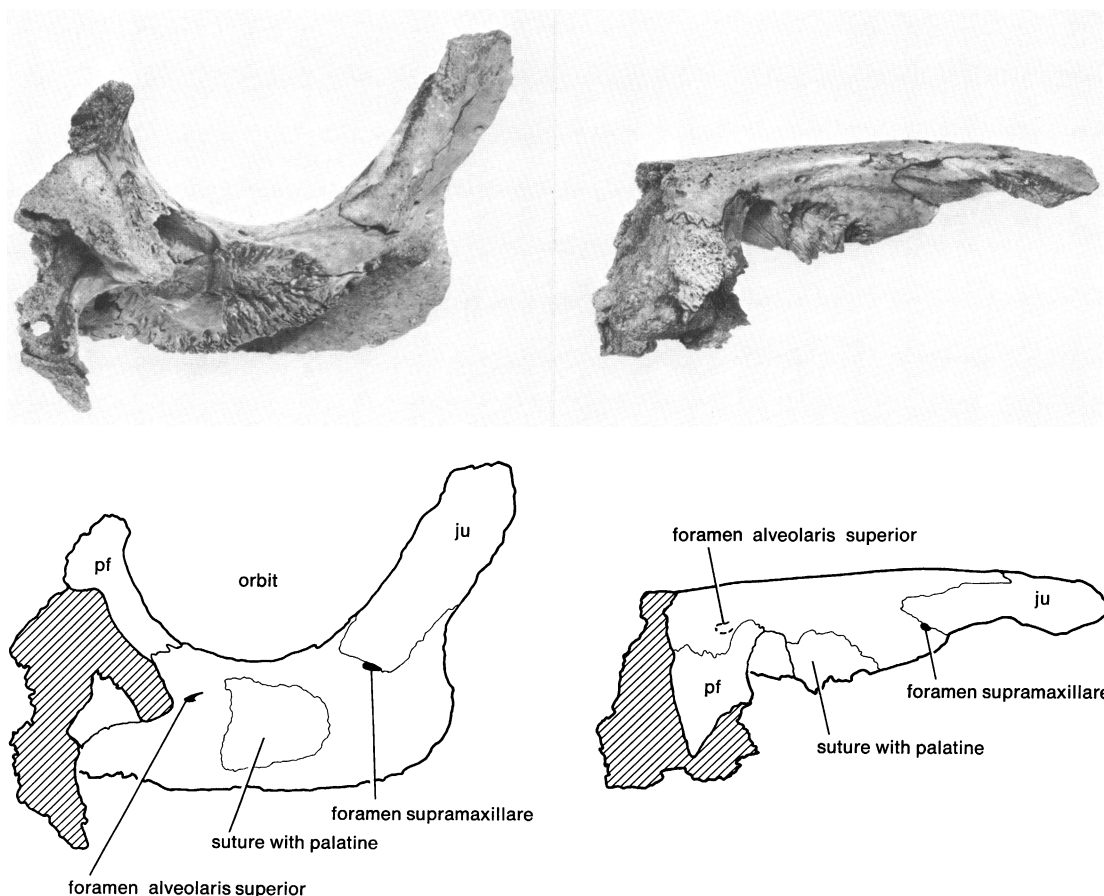 pf
orbit
ju
foramen supramaxillare
suture with palatine
foramen alveolaris superior
foramen alveolaris superior
ju
pf
foramen supramaxillare
suture with palatine